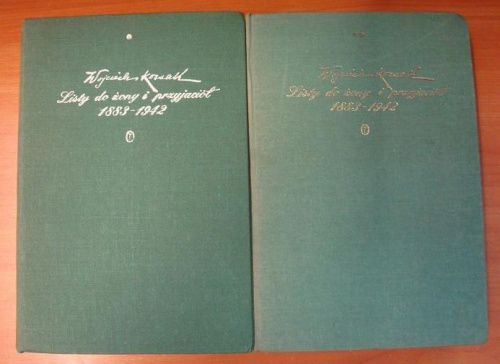 *
Wojciech Kossak
Listy do żony i przyjaciół
1883-1942
**
Wojciech Kossak
Listy do żony i przyjaciół
1883-1942